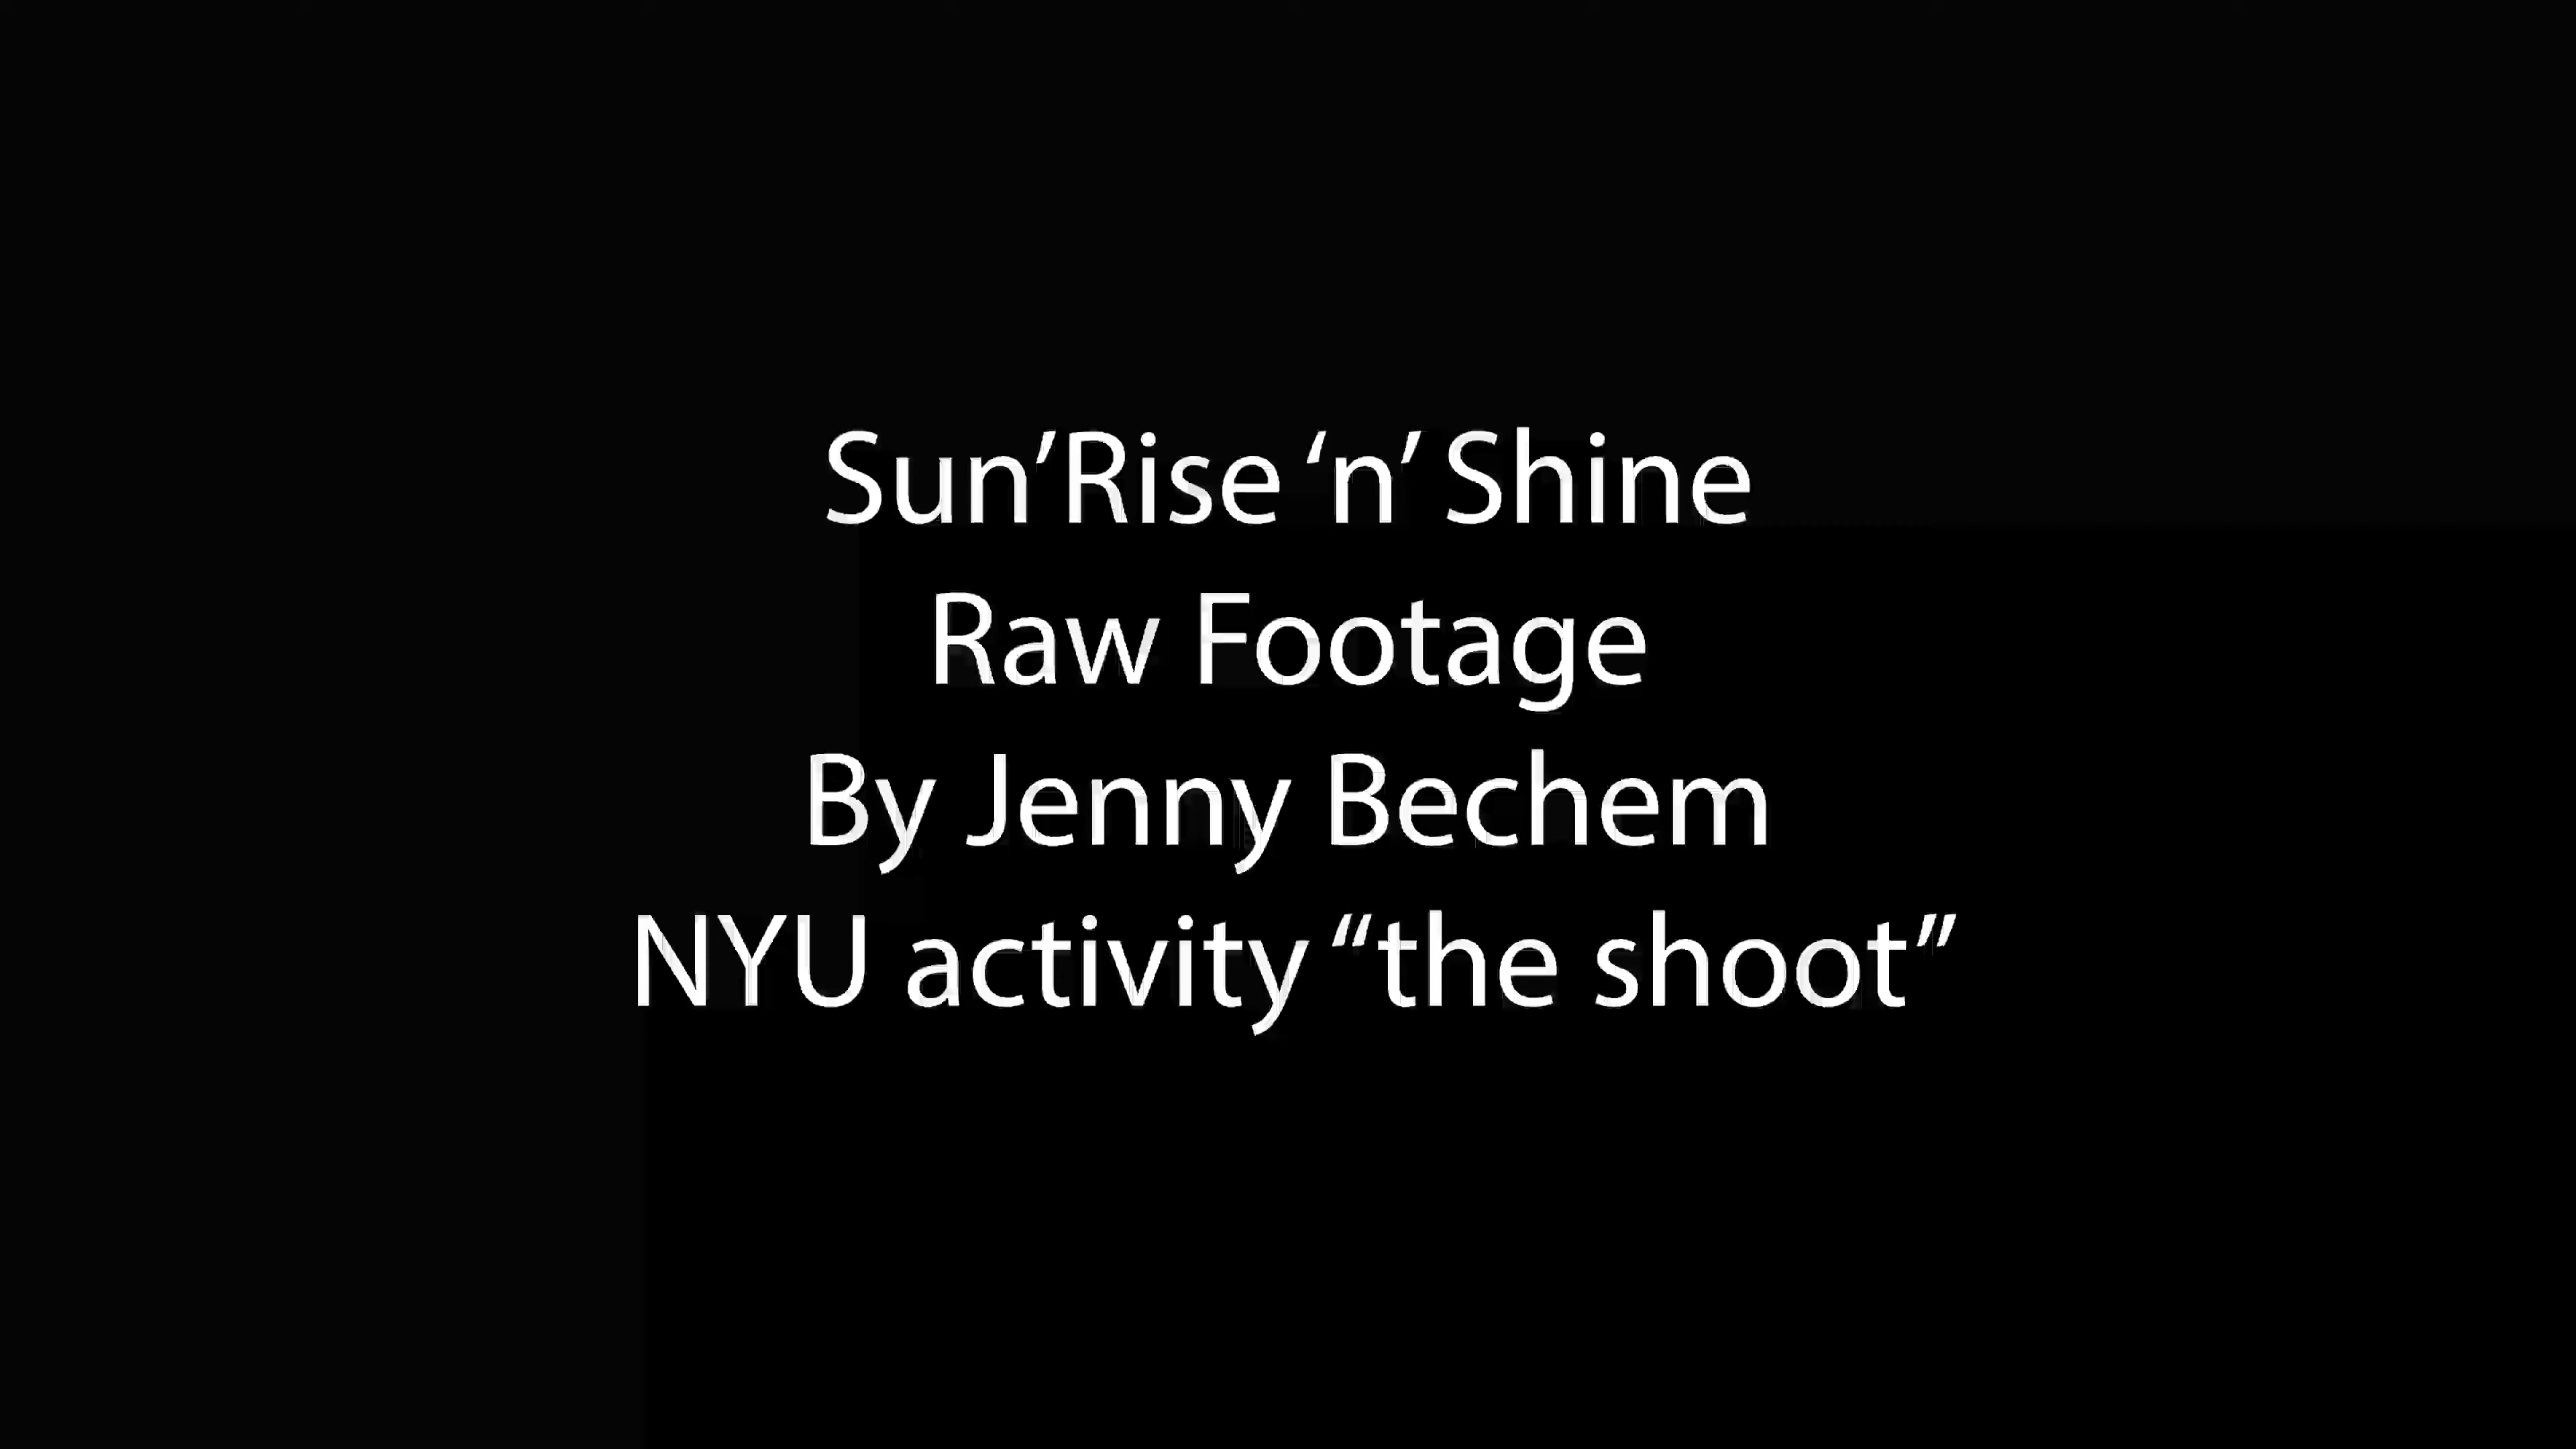 Sun’Rise ‘n’ Shine
Raw Footage
By Jenny Bechem
NYU activity “the shoot”